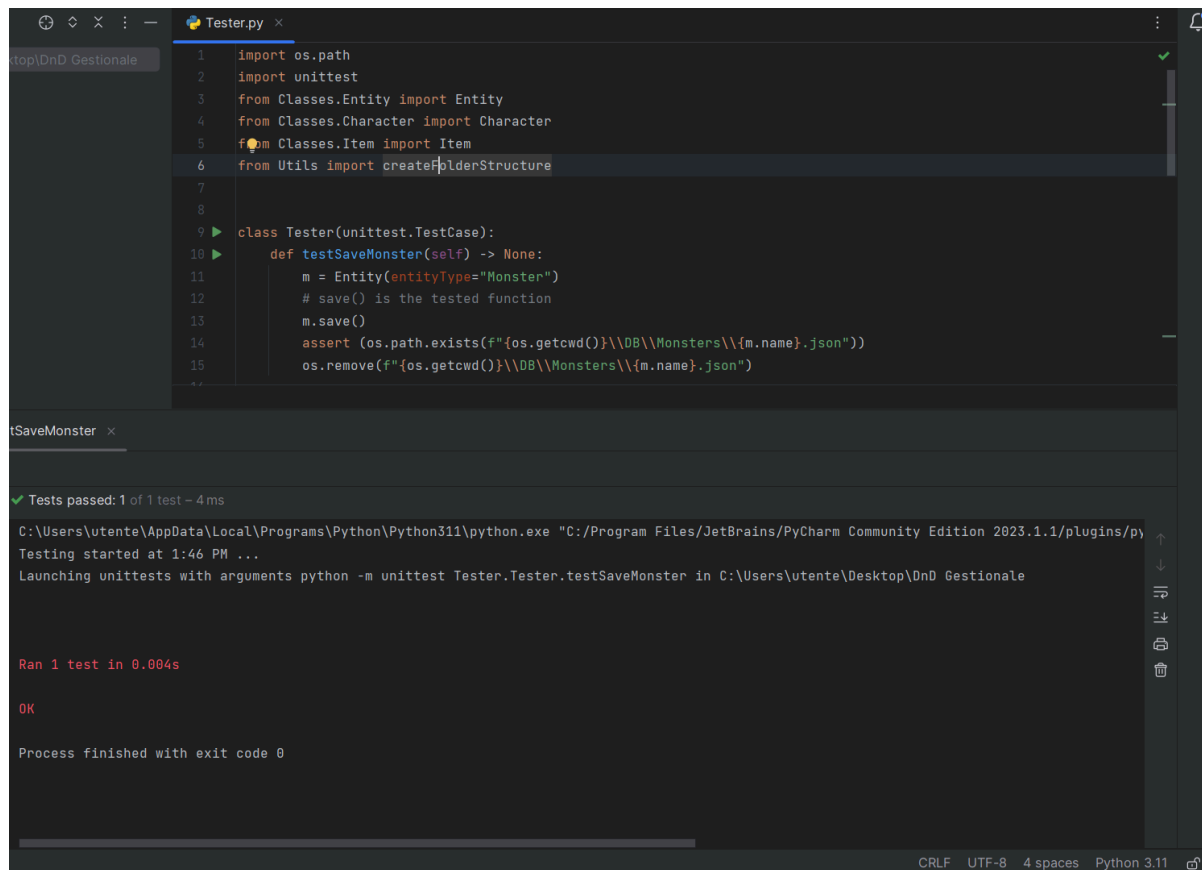 Tester.py
ktop\DnD Gestionale
1 import os.path
2 import unittest
3 from Classes.Entity import Entity
4 from Classes.Character import Character
5 from Classes.Item import Item
6 from Utils import createFolderStructure
7
8
9 class Tester(unittest.TestCase):
10 def testSaveMonster(self) -> None:
11 m = Entity(entityType="Monster")
12 # save() is the tested function
13 m.save()
14 assert (os.path.exists(f"{os.getcwd()}\\DB\\Monsters\\{m.name}.json"))
15 os.remove(f"{os.getcwd()}\\DB\\Monsters\\{m.name}.json")
tSaveMonster
Tests passed: 1 of 1 test – 4 ms
C:\Users\utente\AppData\Local\Programs\Python\Python311\python.exe "C:/Program Files/JetBrains/PyCharm Community Edition 2023.1.1/plugins/py
Testing started at 1:46 PM ...
Launching unittests with arguments python -m unittest Tester.Tester.testSaveMonster in C:\Users\utente\Desktop\DnD Gestionale
Ran 1 test in 0.004s
OK
Process finished with exit code 0
CRLF UTF-8 4 spaces Python 3.11